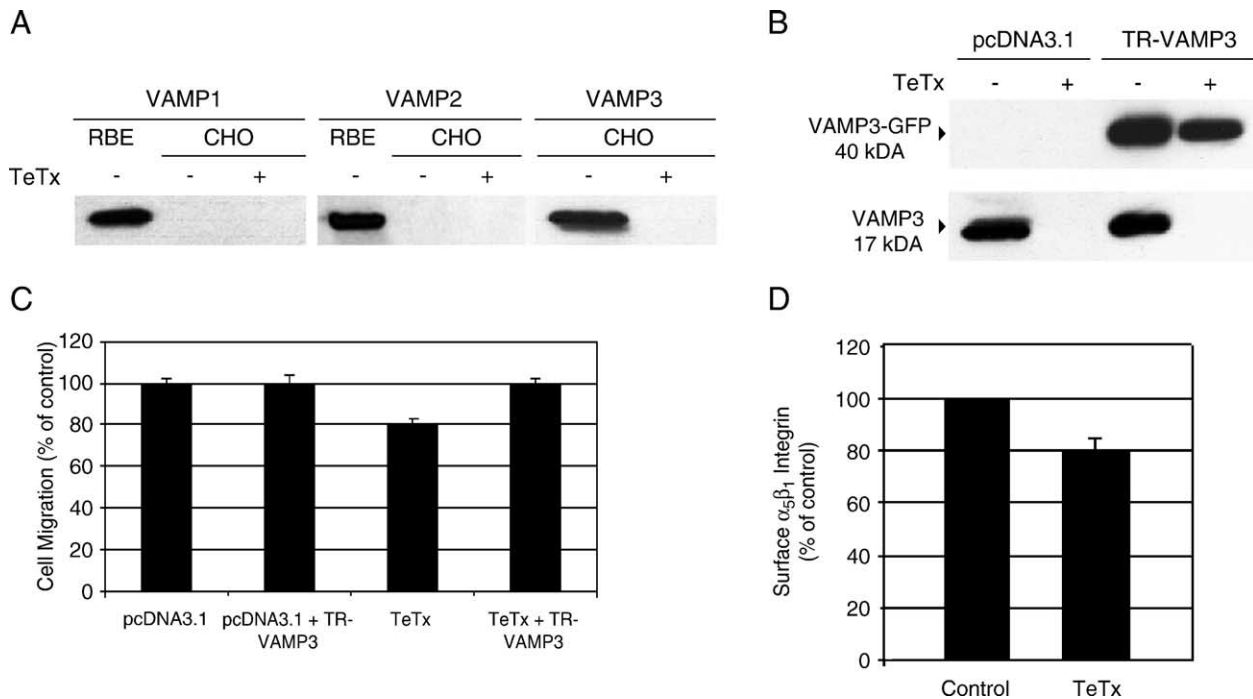 A
VAMP1 VAMP2 VAMP3
RBE CHO RBE CHO CHO
TeTx - - + - - + - +
B
pcDNA3.1 TR-VAMP3
TeTx - + - +
VAMP3-GFP
40 kDA
VAMP3
17 kDA
C
Cell Migration (% of control)
120
100
80
60
40
20
0
pcDNA3.1 pcDNA3.1 + TR- TeTx TeTx + TR-
VAMP3 VAMP3
D
Surface α5β1 Integrin
(% of control)
120
100
80
60
40
20
0
Control TeTx